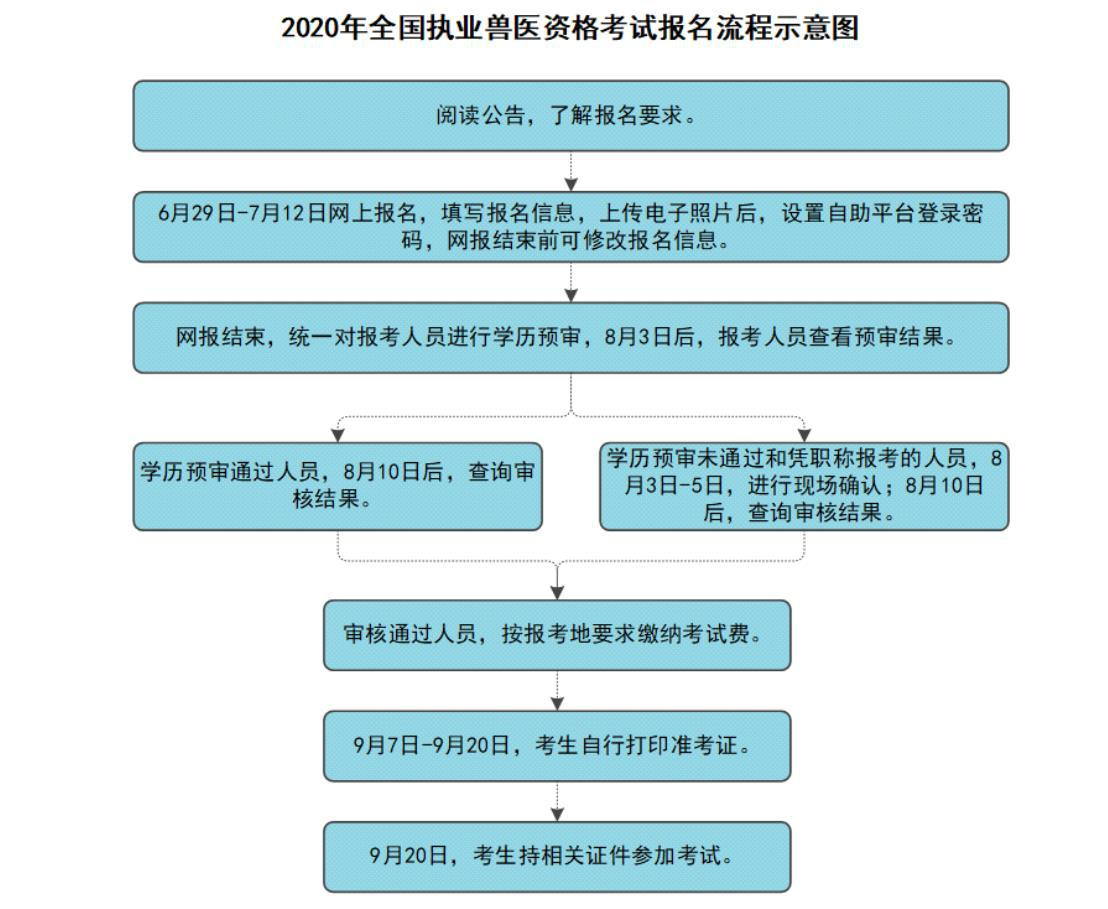 2020年全国执业兽医资格考试报名流程示意图
阅读公告，了解报名要求。
6月29日-7月12日网上报名，填写报名信息，上传电子照片后，设置自助平台登录密
码，网报结束前可修改报名信息。
网报结束，统一对报考人员进行学历预审，8月3日后，报考人员查看预审结果。
学历预审通过人员，8月10日后，查询审
核结果。
学历预审未通过和凭职称报考的人员，8
月3日-5日，进行现场确认；8月10日
后，查询审核结果。
审核通过人员，按报考地要求缴纳考试费。
9月7日-9月20日，考生自行打印准考证。
9月20日，考生持相关证件参加考试。